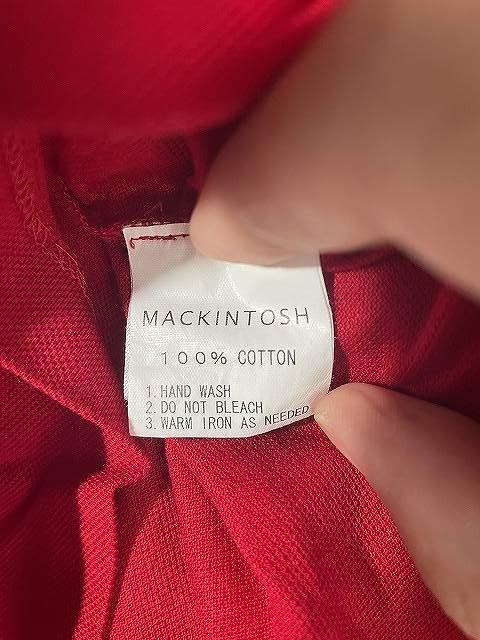 MACKINTOSH
100% COTTON
1. HAND WASH
2. DO NOT BLEACH
3. WARM IRON AS NEEDED